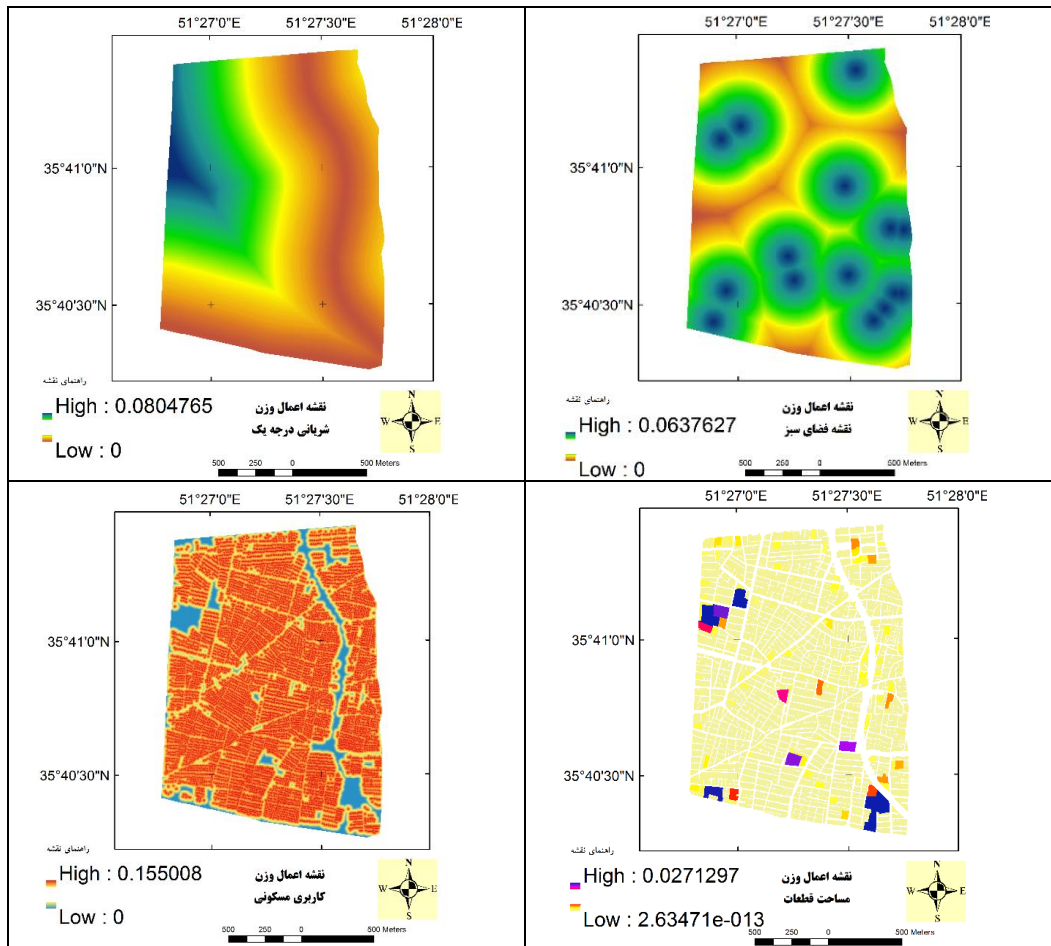 51°27'0"E 51°27'30"E 51°28'0"E
35°41'0"N
35°40'30"N
راهنمای نقشه
High : 0.0804765
Low : 0
نقشه اعمال وزن
شریانی درجه یک
N
W E
S
500 250 0 500 Meters
51°27'0"E 51°27'30"E 51°28'0"E
35°41'0"N
35°40'30"N
راهنمای نقشه
High : 0.0637627
Low : 0
نقشه اعمال وزن
نقشه فضای سبز
N
W E
S
500 250 0 500 Meters
51°27'0"E 51°27'30"E 51°28'0"E
35°41'0"N
35°40'30"N
راهنمای نقشه
High : 0.155008
Low : 0
نقشه اعمال وزن
کاربری مسکونی
N
W E
S
500 250 0 500 Meters
51°27'0"E 51°27'30"E 51°28'0"E
35°41'0"N
35°40'30"N
راهنمای نقشه
High : 0.0271297
Low : 2.63471e-013
نقشه اعمال وزن
مساحت قطعات
N
W E
S
500 250 0 500 Meters